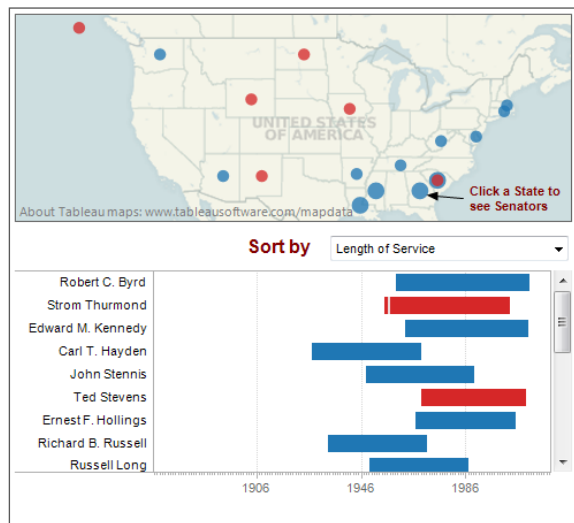 UNITED STATES
OF AMERICA
Click a State to
see Senators
About Tableau maps: www.tableausoftware.com/mapdata
Sort by
Length of Service
Robert C. Byrd
Strom Thurmond
Edward M. Kennedy
Carl T. Hayden
John Stennis
Ted Stevens
Ernest F. Hollings
Richard B. Russell
Russell Long
1906 1946 1986